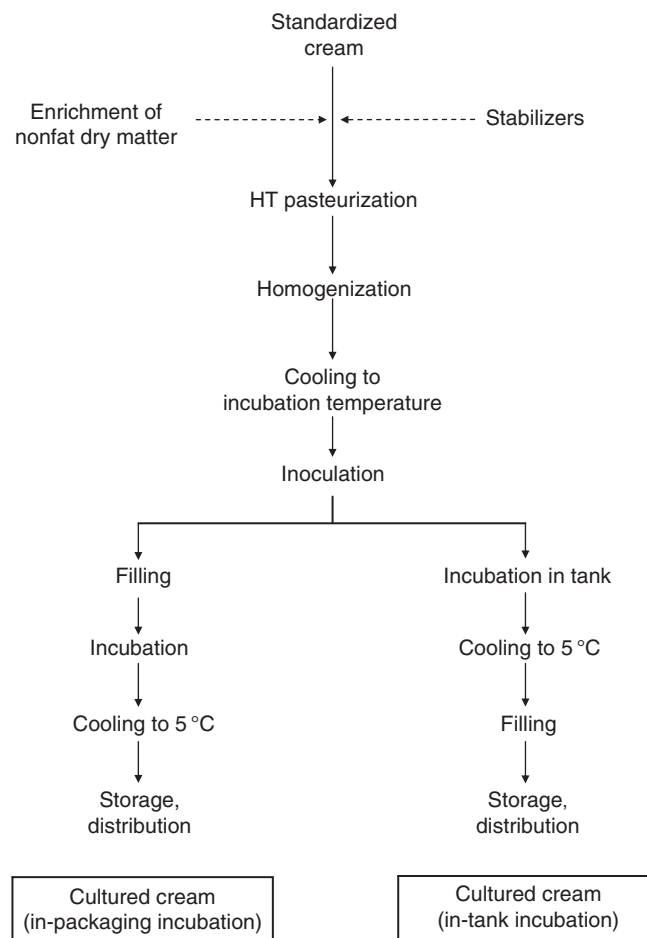 Standardized
cream
Enrichment of
nonfat dry matter
Stabilizers
HT pasteurization
Homogenization
Cooling to
incubation temperature
Inoculation
Filling
Incubation in tank
Incubation
Cooling to 5 °C
Cooling to 5 °C
Filling
Storage,
distribution
Storage,
distribution
Cultured cream
(in-packaging incubation)
Cultured cream
(in-tank incubation)